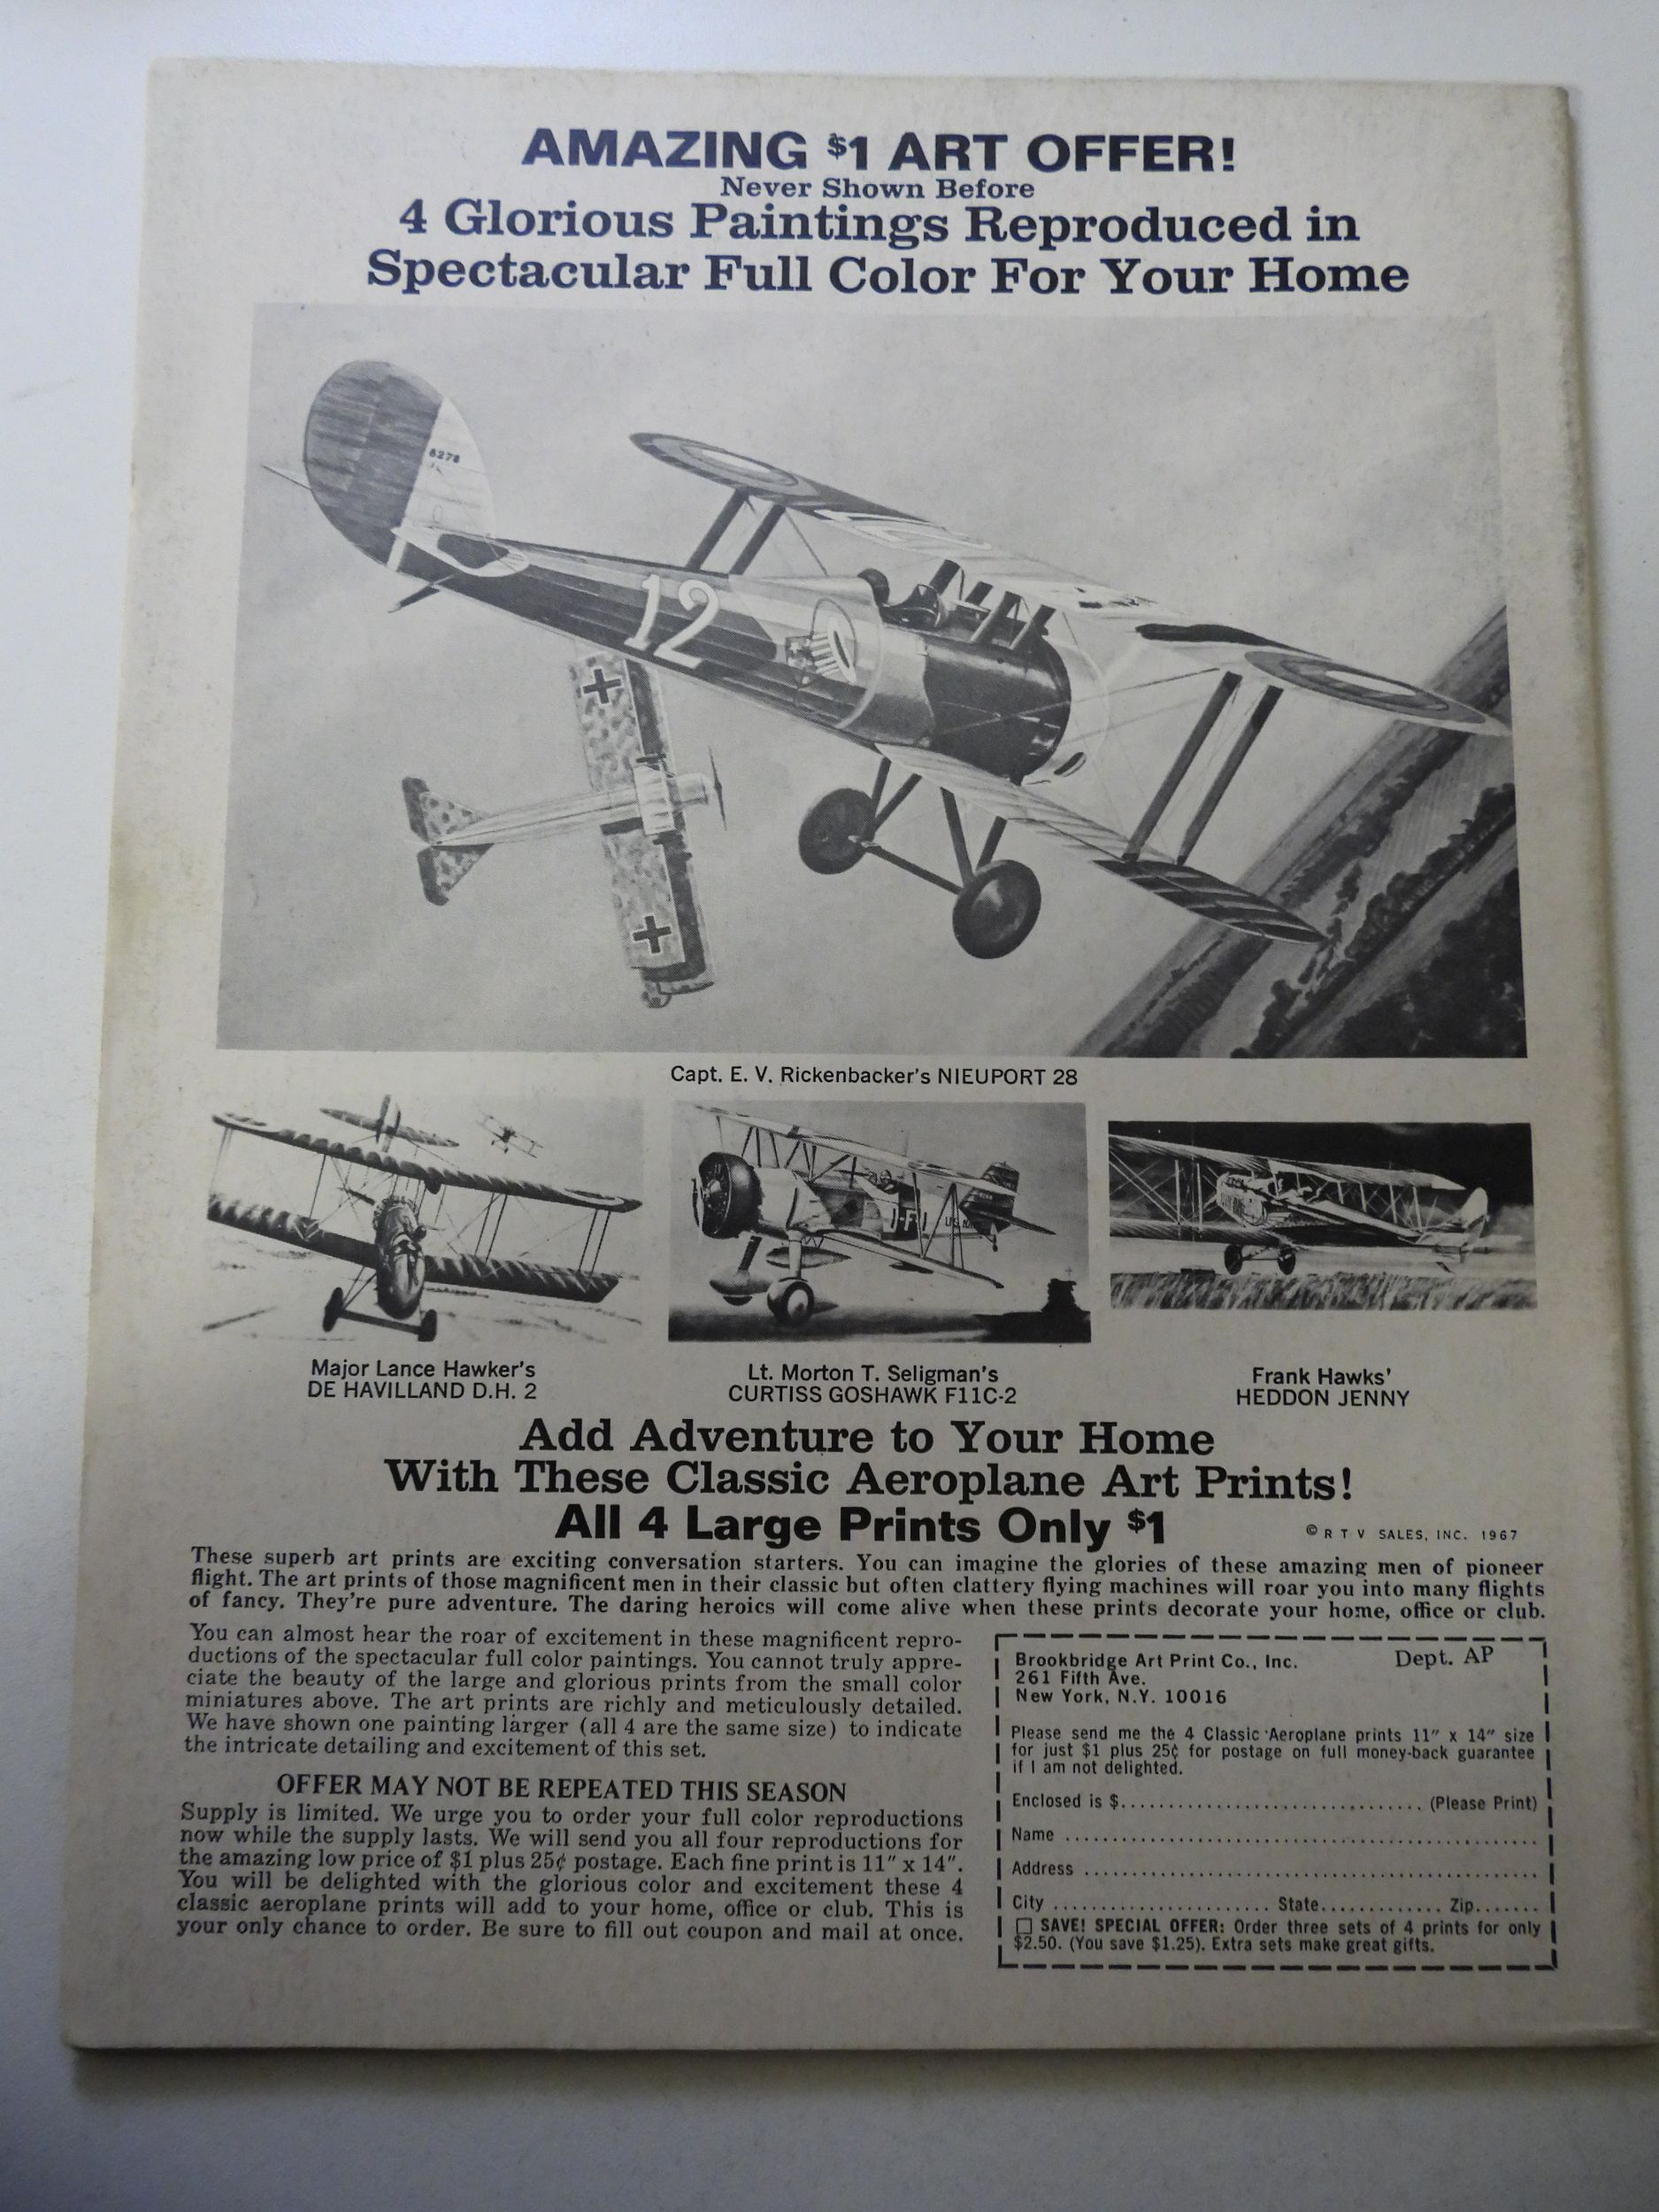 AMAZING $1 ART OFFER!
Never Shown Before
4 Glorious Paintings Reproduced in
Spectacular Full Color For Your Home
6278
12
Capt. E. V. Rickenbacker's NIEUPORT 28
Major Lance Hawker's
DE HAVILLAND D.H. 2
Lt. Morton T. Seligman's
CURTISS GOSHAWK F11C-2
Frank Hawks'
HEDDON JENNY
Add Adventure to Your Home
With These Classic Aeroplane Art Prints!
All 4 Large Prints Only $1
© R T V SALES, INC. 1967
These superb art prints are exciting conversation starters. You can imagine the glories of these amazing men of pioneer
flight. The art prints of those magnificent men in their classic but often clattery flying machines will roar you into many flights
of fancy. They're pure adventure. The daring heroics will come alive when these prints decorate your home, office or club.
You can almost hear the roar of excitement in these magnificent repro-
ductions of the spectacular full color paintings. You cannot truly appre-
ciate the beauty of the large and glorious prints from the small color
miniatures above. The art prints are richly and meticulously detailed.
We have shown one painting larger (all 4 are the same size) to indicate
the intricate detailing and excitement of this set.
OFFER MAY NOT BE REPEATED THIS SEASON
Supply is limited. We urge you to order your full color reproductions
now while the supply lasts. We will send you all four reproductions for
the amazing low price of $1 plus 25¢ postage. Each fine print is 11" x 14".
You will be delighted with the glorious color and excitement these 4
classic aeroplane prints will add to your home, office or club. This is
your only chance to order. Be sure to fill out coupon and mail at once.
Brookbridge Art Print Co., Inc. Dept. AP
261 Fifth Ave.
New York, N.Y. 10016
Please send me the 4 Classic Aeroplane prints 11" x 14" size
for just $1 plus 25¢ for postage on full money-back guarantee
if I am not delighted.
Enclosed is $................................ (Please Print)
Name ..................................................
Address ...............................................
City ....................... State............. Zip.......
SAVE! SPECIAL OFFER: Order three sets of 4 prints for only
$2.50. (You save $1.25). Extra sets make great gifts.